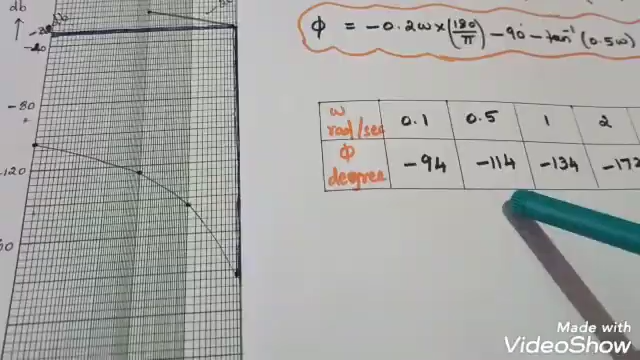 db
db
-20
-40
-80
-120
ϕ = -0.2ω×(180/π) - 90 - tan⁻¹(0.5ω)
ω rad/sec 0.1 0.5 1 2
ϕ degree -94 -114 -134 -172
Made with
VideoShow